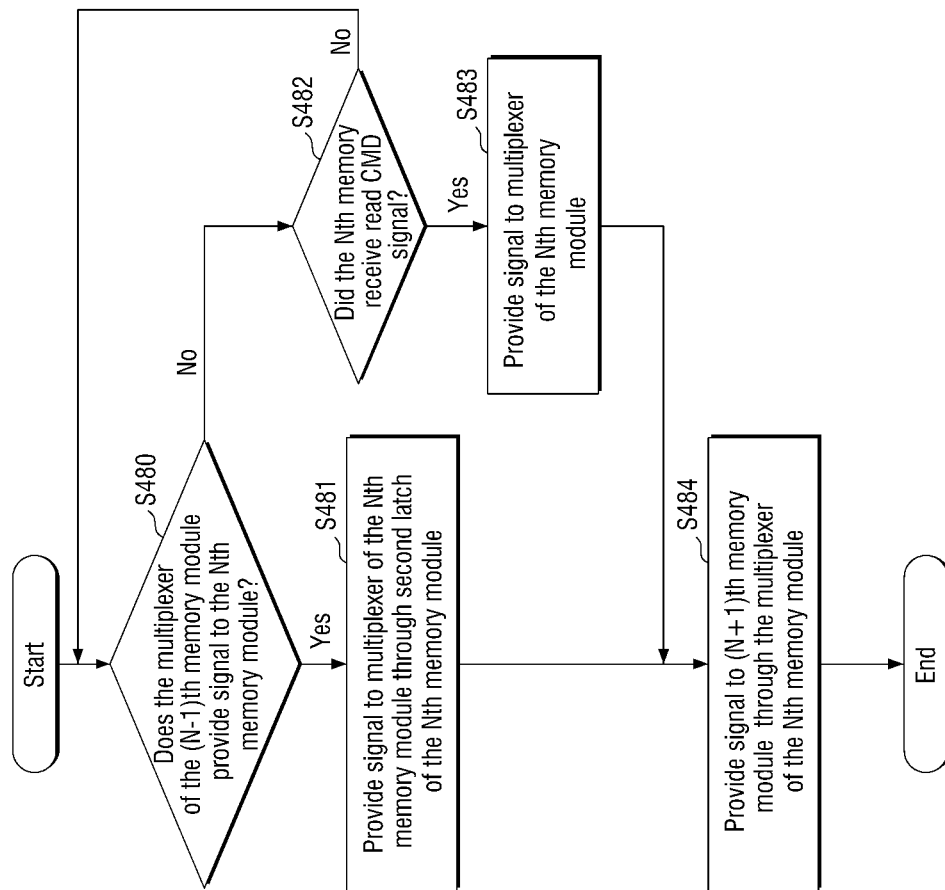 Start
S480
Does the multiplexer
of the (N-1)th memory module
provide signal to the Nth
memory module?
No
Yes
S482
Did the Nth memory
receive read CMD
signal?
No
Yes
S481
Provide signal to multiplexer of the Nth
memory module through second latch
of the Nth memory module
S483
Provide signal to multiplexer
of the Nth memory
module
S484
Provide signal to (N+1)th memory
module through the multiplexer
of the Nth memory module
End